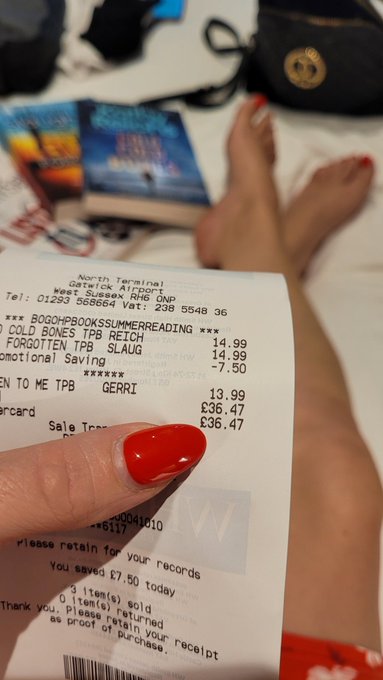 North Terminal
Gatwick Airport
West Sussex RH6 0NP
Tel: 01293 568664 Vat: 238 5548 36
*** BOGOHPBOOKSSUMMERREADING ***
COLD BONES TPB REICH 14.99
FORGOTTEN TPB SLAUG 14.99
omotional Saving -7.50
******
EN TO ME TPB GERRI 13.99
£36.47
ercard £36.47
Sale
00041010
6117
Please retain for your records
You saved £7.50 today
3 item(s) sold
0 item(s) returned
Thank you. Please retain your receipt
as proof of purchase.